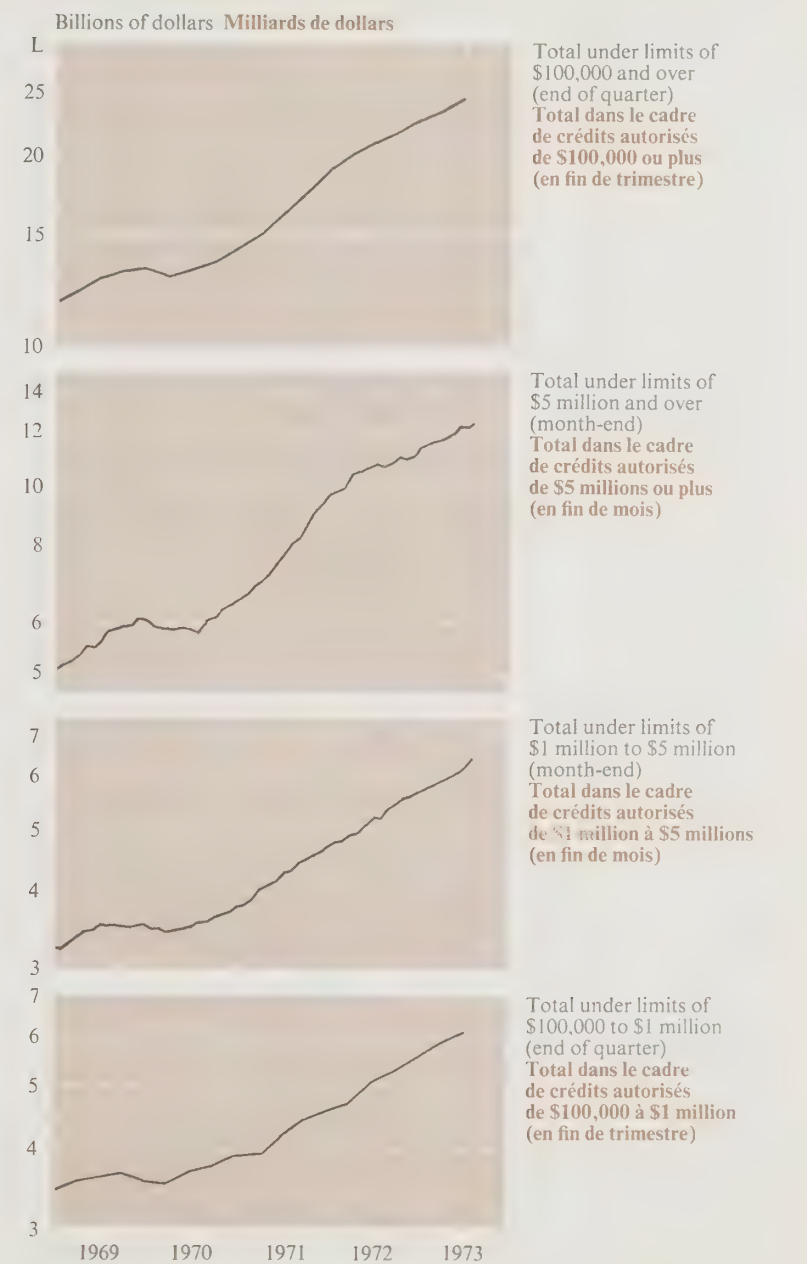 Billions of dollars Milliards de dollars
L
25
20
15
10
Total under limits of
$100,000 and over
(end of quarter)
Total dans le cadre
de crédits autorisés
de $100,000 ou plus
(en fin de trimestre)
14
12
10
8
6
5
Total under limits of
$5 million and over
(month-end)
Total dans le cadre
de crédits autorisés
de $5 millions ou plus
(en fin de mois)
7
6
5
4
3
Total under limits of
$1 million to $5 million
(month-end)
Total dans le cadre
de crédits autorisés
de $1 million à $5 millions
(en fin de mois)
7
6
5
4
3
Total under limits of
$100,000 to $1 million
(end of quarter)
Total dans le cadre
de crédits autorisés
de $100,000 à $1 million
(en fin de trimestre)
1969 1970 1971 1972 1973